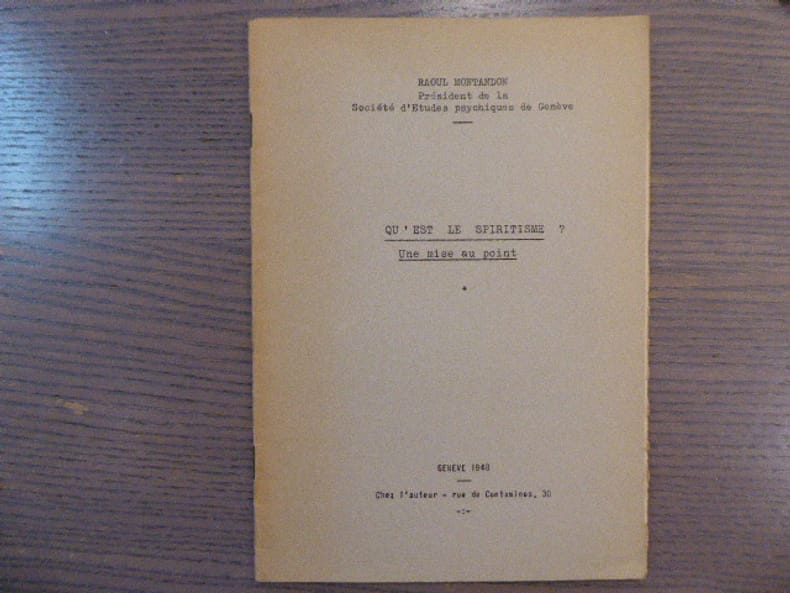 RAOUL MONTANDON
Président de la
Société d'Etudes psychiques de Genève
QU'EST LE SPIRITISME ?
Une mise au point
*
GENEVE 1948
Chez l'auteur - rue de Contamines, 30
-:-